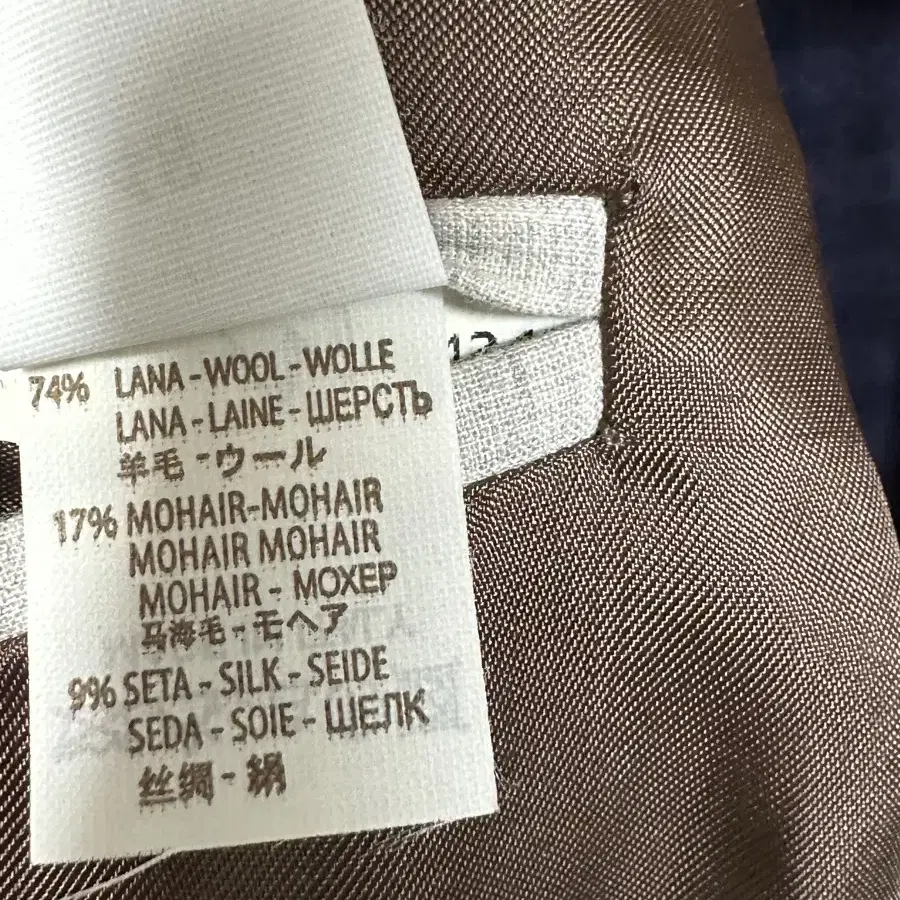 74% LANA-WOOL-WOLLE
LANA-LAINE-ШЕРСТЬ
羊毛-ウール
17% MOHAIR-MOHAIR
MOHAIR MOHAIR
MOHAIR-МОХЕР
马海毛-モヘア
9% SETA-SILK-SEIDE
SEDA-SOIE-ШЕЛК
丝绸-絹